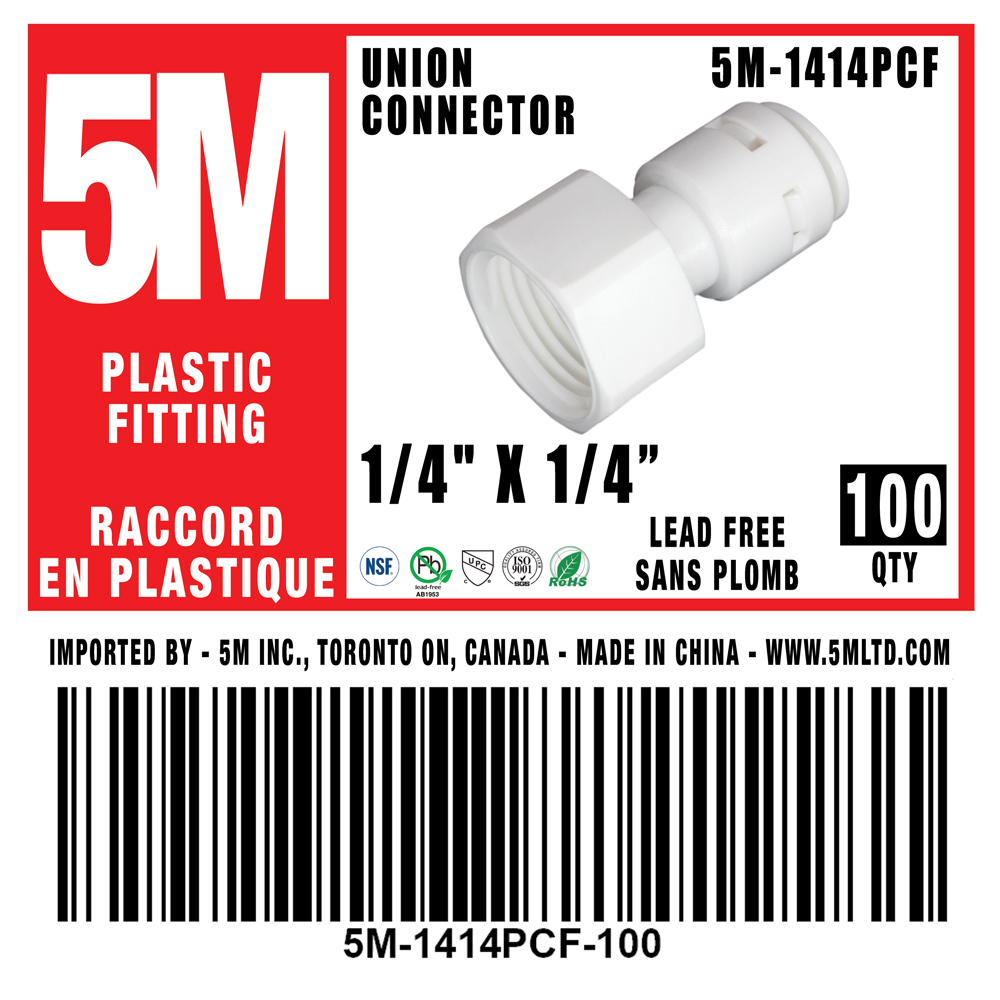 5M
PLASTIC
FITTING
RACCORD
EN PLASTIQUE
UNION
CONNECTOR
5M-1414PCF
1/4" X 1/4”
NSF.
C
Pb
lead-free
AB1953
UPC
C
ISO
9001
SGS
RoHS
LEAD FREE
SANS PLOMB
100
QTY
IMPORTED BY - 5M INC., TORONTO ON, CANADA - MADE IN CHINA - WWW.5MLTD.COM
5M-1414PCF-100